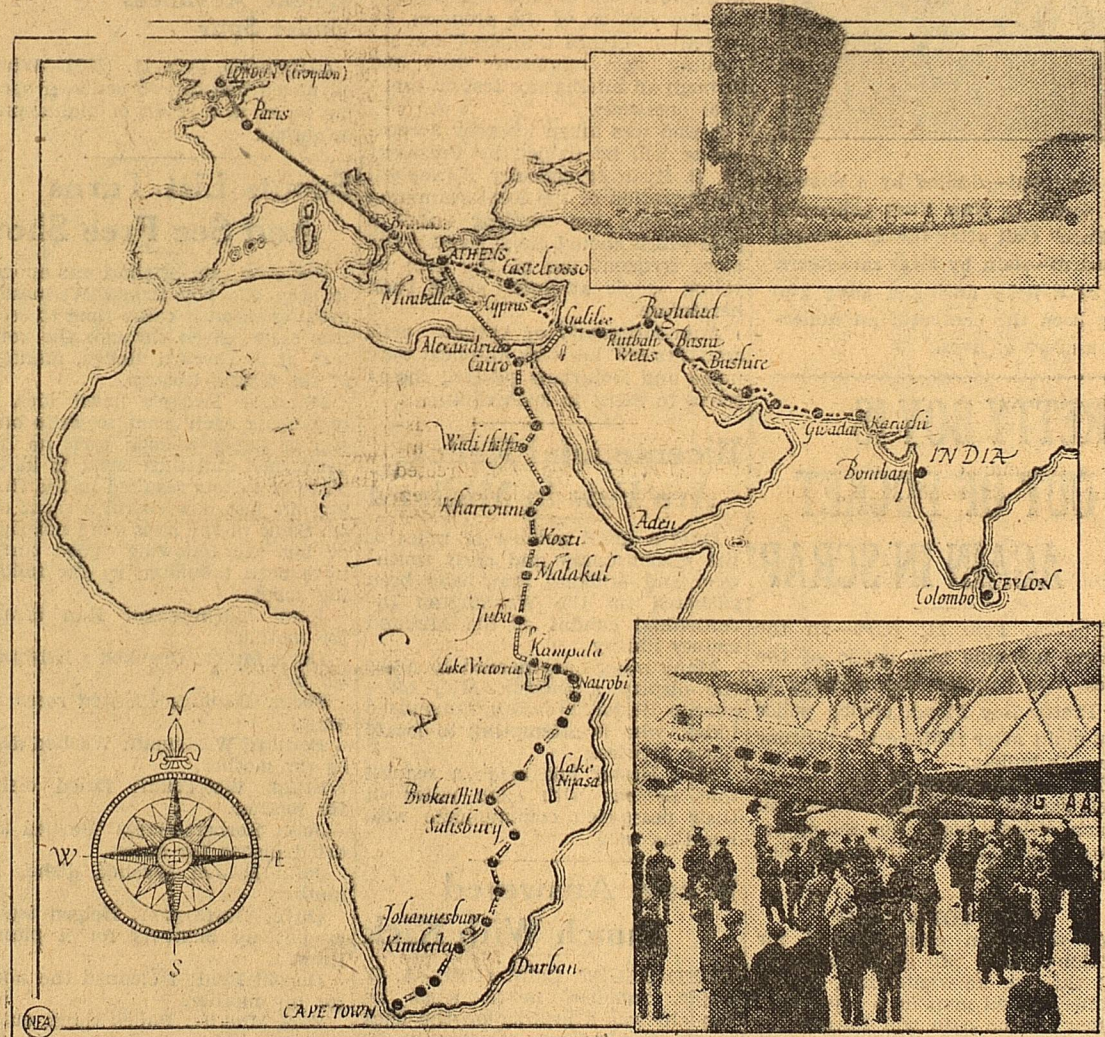 London (Croydon)
Paris
Brindisi
ATHENS
Castelrosso
Mirabella
Cyprus
Galilee
Baghdad
Rutbah
Wells
Basra
Bushire
Alexandria
Cairo
Gwadar
Karachi
INDIA
Bombay
Wadi Halfa
Khartoum
Aden
Kosti
Malakal
CEYLON
Colombo
Juba
Kampala
Lake Victoria
Nairobi
AFRICA
N
Lake
Nyasa
Broken Hill
Salisbury
G AA
W
E
Johannesburg
Kimberley
Durban
S
CAPE TOWN
NEA